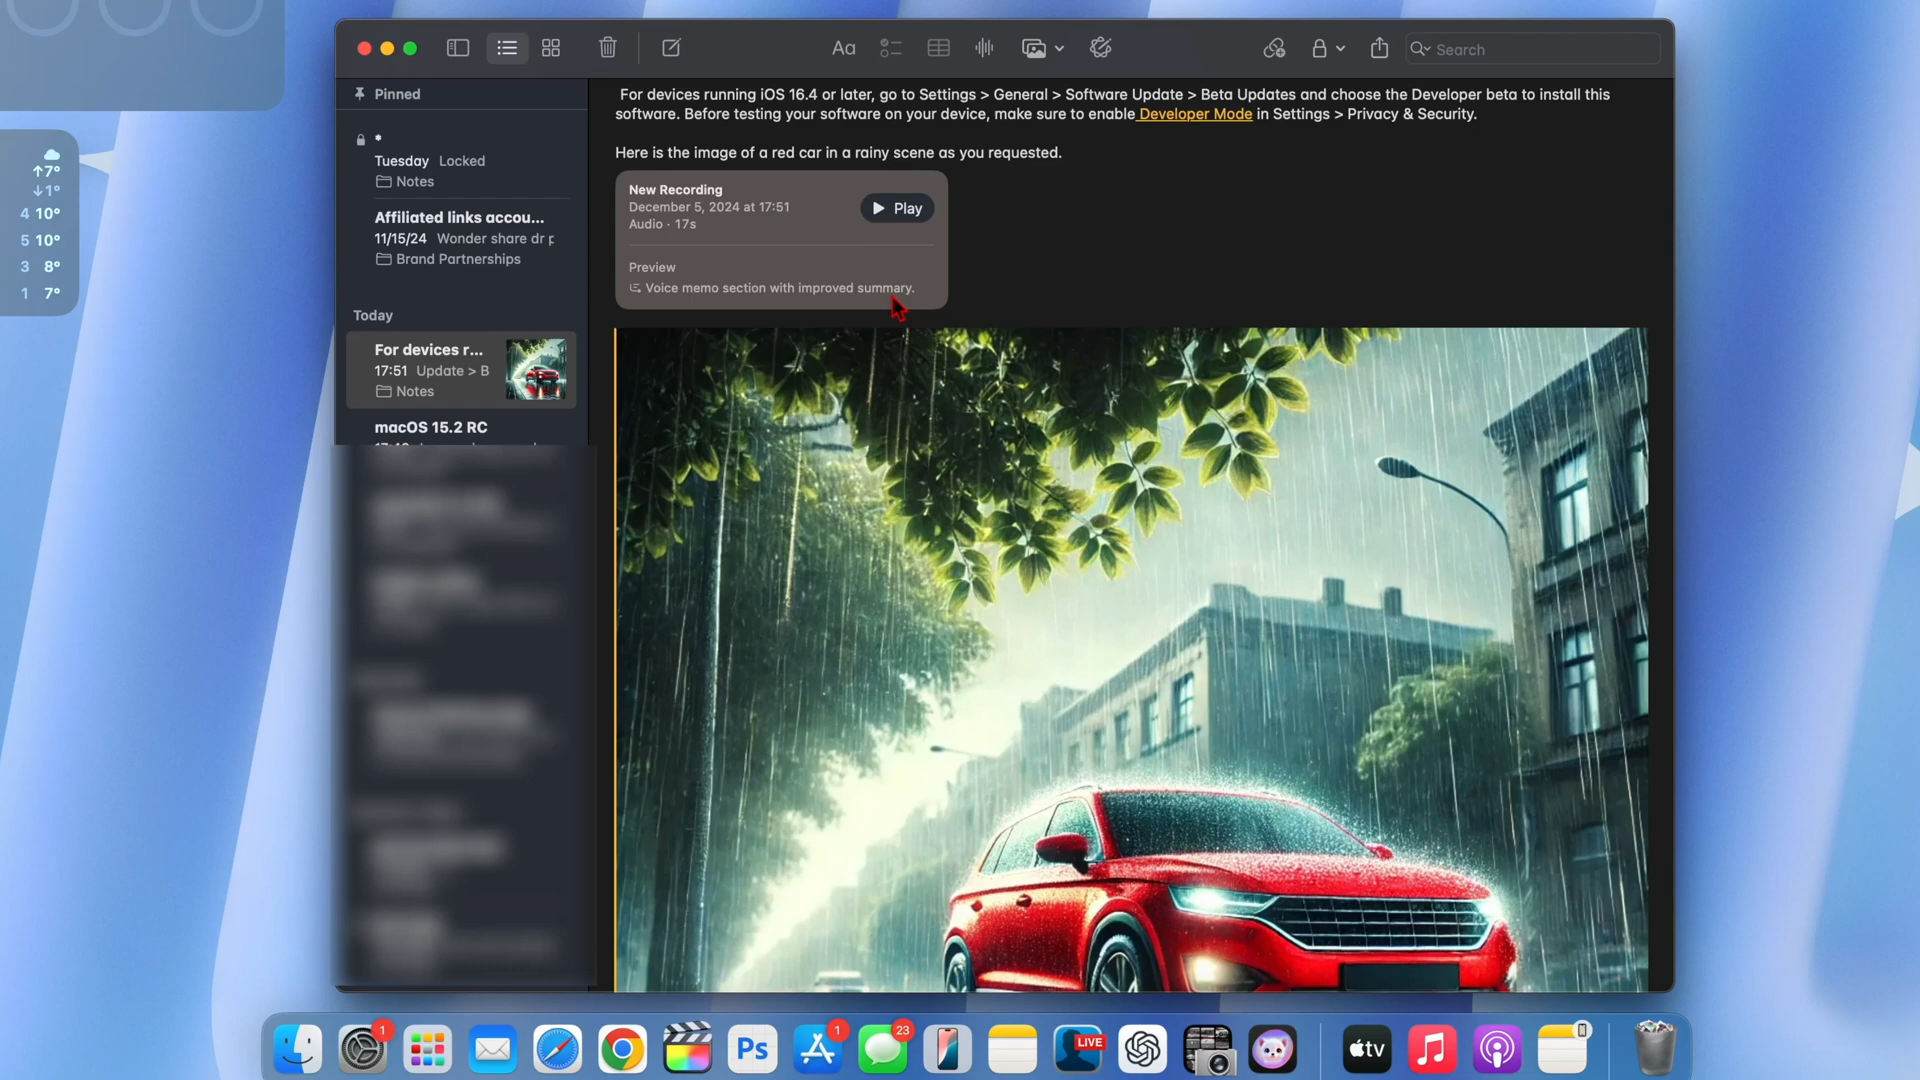 Search
Pinned
*
Tuesday Locked
Notes
Affiliated links accou...
11/15/24 Wonder share dr p
Brand Partnerships
Today
For devices r...
17:51 Update > B
Notes
macOS 15.2 RC
For devices running iOS 16.4 or later, go to Settings > General > Software Update > Beta Updates and choose the Developer beta to install this
software. Before testing your software on your device, make sure to enable Developer Mode in Settings > Privacy & Security.
Here is the image of a red car in a rainy scene as you requested.
New Recording
December 5, 2024 at 17:51
Audio · 17s
Play
Preview
Voice memo section with improved summary.
↑7°
↓1°
4 10°
5 10°
3 8°
1 7°
Aa
1
Ps
1
23
LIVE
tv